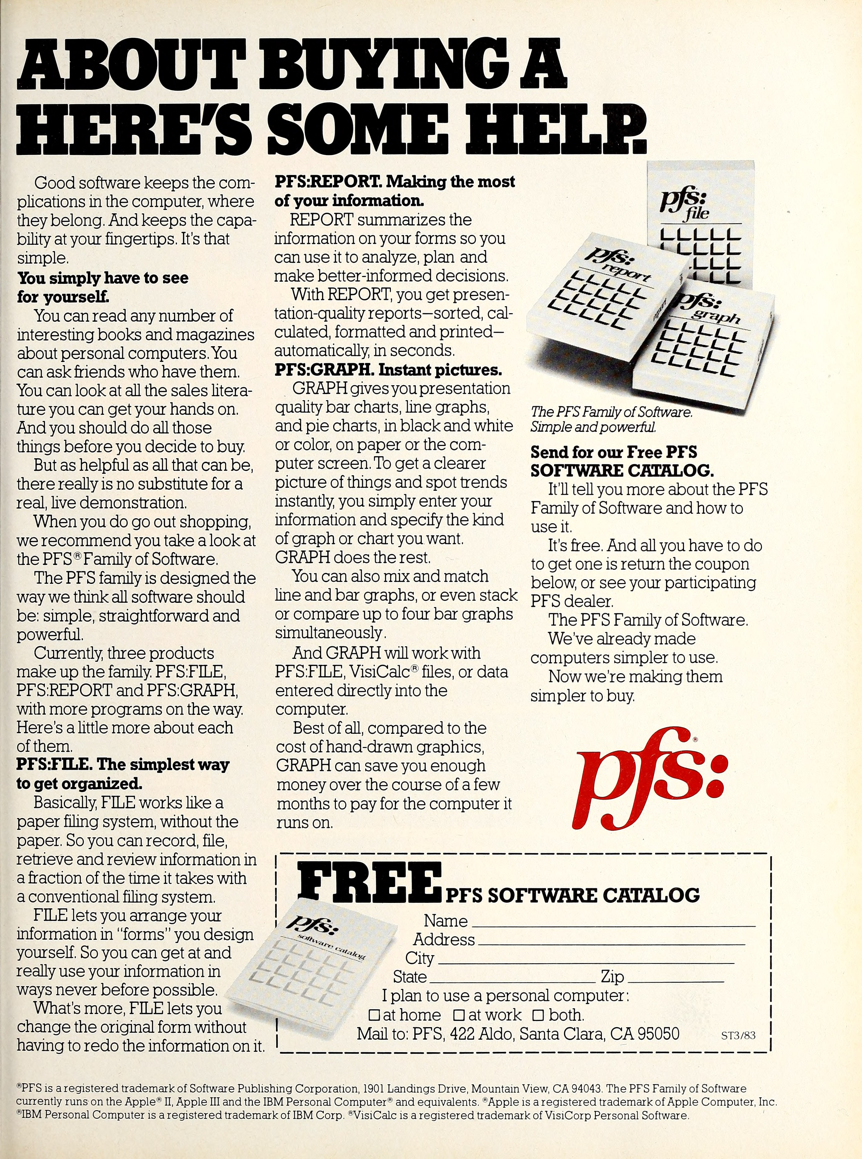 ABOUT BUYING A
HERE'S SOME HELP.
Good software keeps the com-
plications in the computer, where
they belong. And keeps the capa-
bility at your fingertips. It's that
simple.
You simply have to see
for yourself.
You can read any number of
interesting books and magazines
about personal computers. You
can ask friends who have them.
You can look at all the sales litera-
ture you can get your hands on.
And you should do all those
things before you decide to buy.
But as helpful as all that can be,
there really is no substitute for a
real, live demonstration.
When you do go out shopping,
we recommend you take a look at
the PFS® Family of Software.
The PFS family is designed the
way we think all software should
be: simple, straightforward and
powerful.
Currently, three products
make up the family. PFS:FILE,
PFS:REPORT and PFS:GRAPH,
with more programs on the way.
Here's a little more about each
of them.
PFS:FILE. The simplest way
to get organized.
Basically, FILE works like a
paper filing system, without the
paper. So you can record, file,
retrieve and review information in
a fraction of the time it takes with
a conventional filing system.
FILE lets you arrange your
information in “forms” you design
yourself. So you can get at and
really use your information in
ways never before possible.
What's more, FILE lets you
change the original form without
having to redo the information on it.
PFS:REPORT. Making the most
of your information.
REPORT summarizes the
information on your forms so you
can use it to analyze, plan and
make better-informed decisions.
With REPORT, you get presen-
tation-quality reports—sorted, cal-
culated, formatted and printed—
automatically, in seconds.
PFS:GRAPH. Instant pictures.
GRAPH gives you presentation
quality bar charts, line graphs,
and pie charts, in black and white
or color, on paper or the com-
puter screen. To get a clearer
picture of things and spot trends
instantly, you simply enter your
information and specify the kind
of graph or chart you want.
GRAPH does the rest.
You can also mix and match
line and bar graphs, or even stack
or compare up to four bar graphs
simultaneously.
And GRAPH will work with
PFS:FILE, VisiCalc® files, or data
entered directly into the
computer.
Best of all, compared to the
cost of hand-drawn graphics,
GRAPH can save you enough
money over the course of a few
months to pay for the computer it
runs on.
pfs:
file
pfs:
report
pfs:
graph
The PFS Family of Software.
Simple and powerful.
Send for our Free PFS
SOFTWARE CATALOG.
It'll tell you more about the PFS
Family of Software and how to
use it.
It's free. And all you have to do
to get one is return the coupon
below, or see your participating
PFS dealer.
The PFS Family of Software.
We've already made
computers simpler to use.
Now we're making them
simpler to buy.
pfs:®
FREE PFS SOFTWARE CATALOG
pfs:
software catalog
Name
Address
City
State Zip
I plan to use a personal computer:
☐ at home ☐ at work ☐ both.
Mail to: PFS, 422 Aldo, Santa Clara, CA 95050 ST3/83
®PFS is a registered trademark of Software Publishing Corporation, 1901 Landings Drive, Mountain View, CA 94043. The PFS Family of Software
currently runs on the Apple® II, Apple III and the IBM Personal Computer® and equivalents. ®Apple is a registered trademark of Apple Computer, Inc.
®IBM Personal Computer is a registered trademark of IBM Corp. ®VisiCalc is a registered trademark of VisiCorp Personal Software.